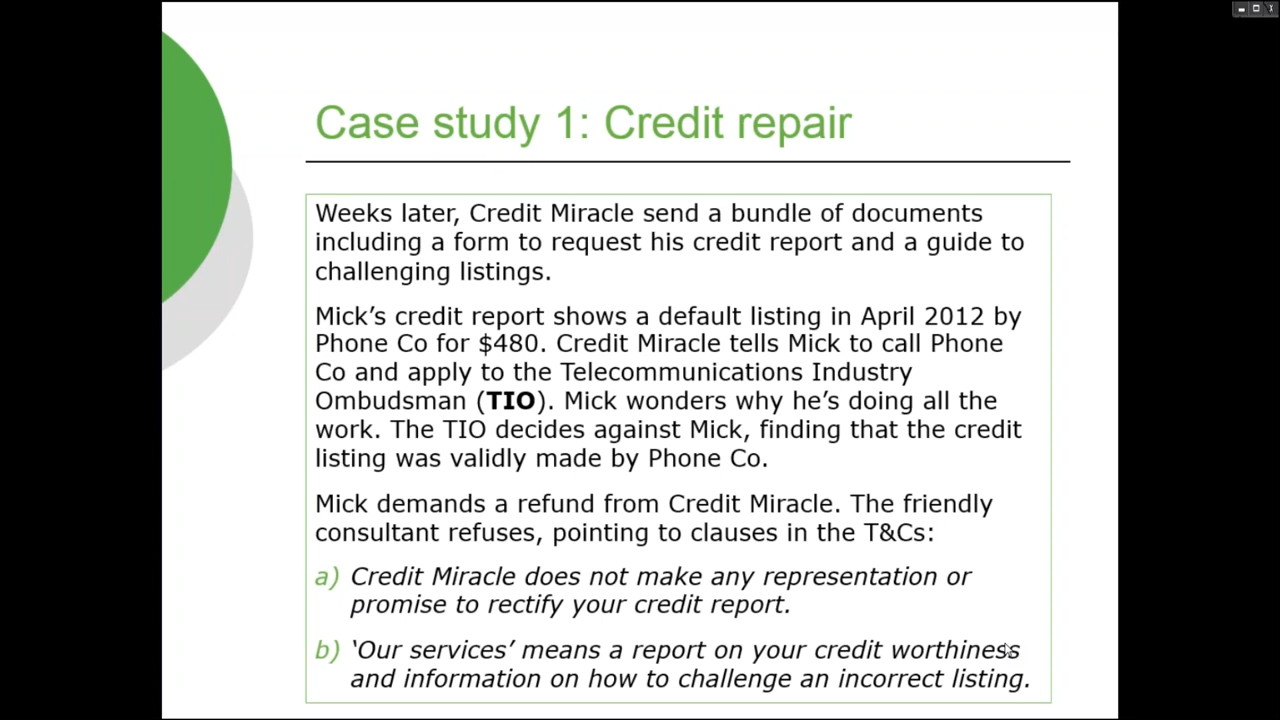 Case study 1: Credit repair
Weeks later, Credit Miracle send a bundle of documents
including a form to request his credit report and a guide to
challenging listings.
Mick’s credit report shows a default listing in April 2012 by
Phone Co for $480. Credit Miracle tells Mick to call Phone
Co and apply to the Telecommunications Industry
Ombudsman (TIO). Mick wonders why he’s doing all the
work. The TIO decides against Mick, finding that the credit
listing was validly made by Phone Co.
Mick demands a refund from Credit Miracle. The friendly
consultant refuses, pointing to clauses in the T&Cs:
a) Credit Miracle does not make any representation or
promise to rectify your credit report.
b) ‘Our services’ means a report on your credit worthiness
and information on how to challenge an incorrect listing.